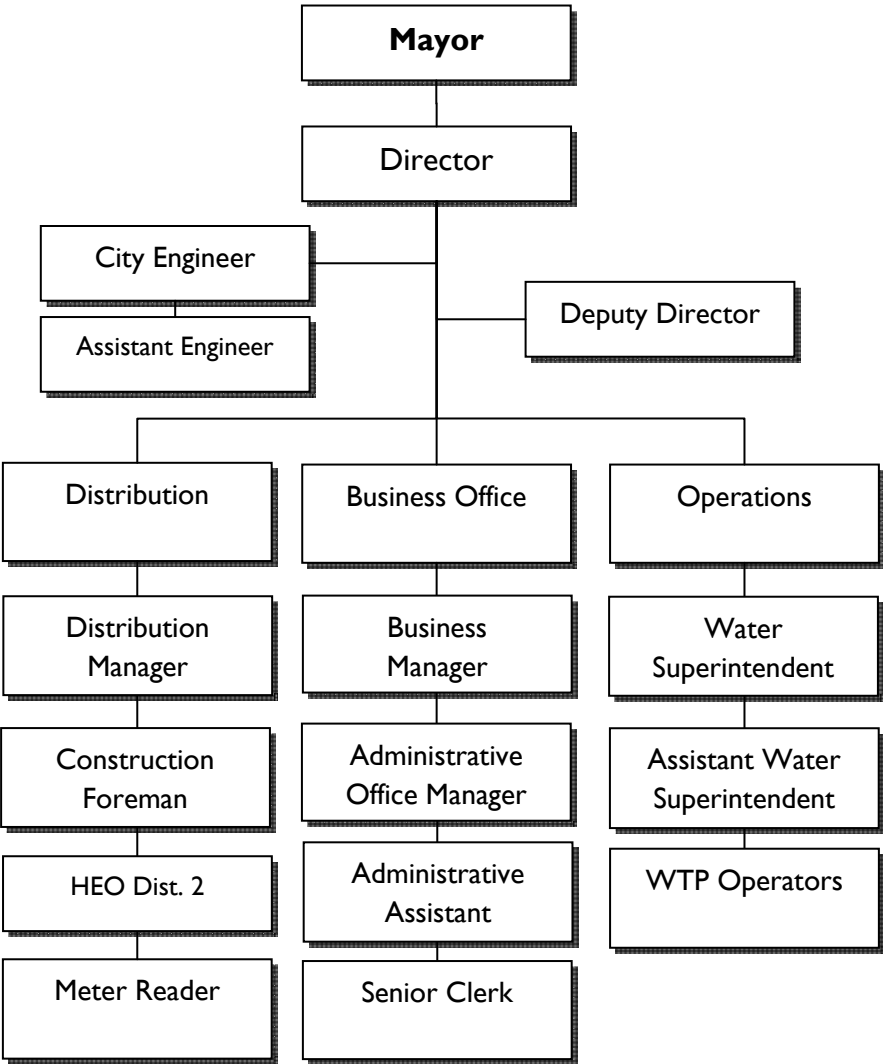 Mayor
Director
City Engineer
Assistant Engineer
Deputy Director
Distribution
Business Office
Operations
Distribution
Manager
Business
Manager
Water
Superintendent
Construction
Foreman
Administrative
Office Manager
Assistant Water
Superintendent
HEO Dist. 2
Administrative
Assistant
WTP Operators
Meter Reader
Senior Clerk